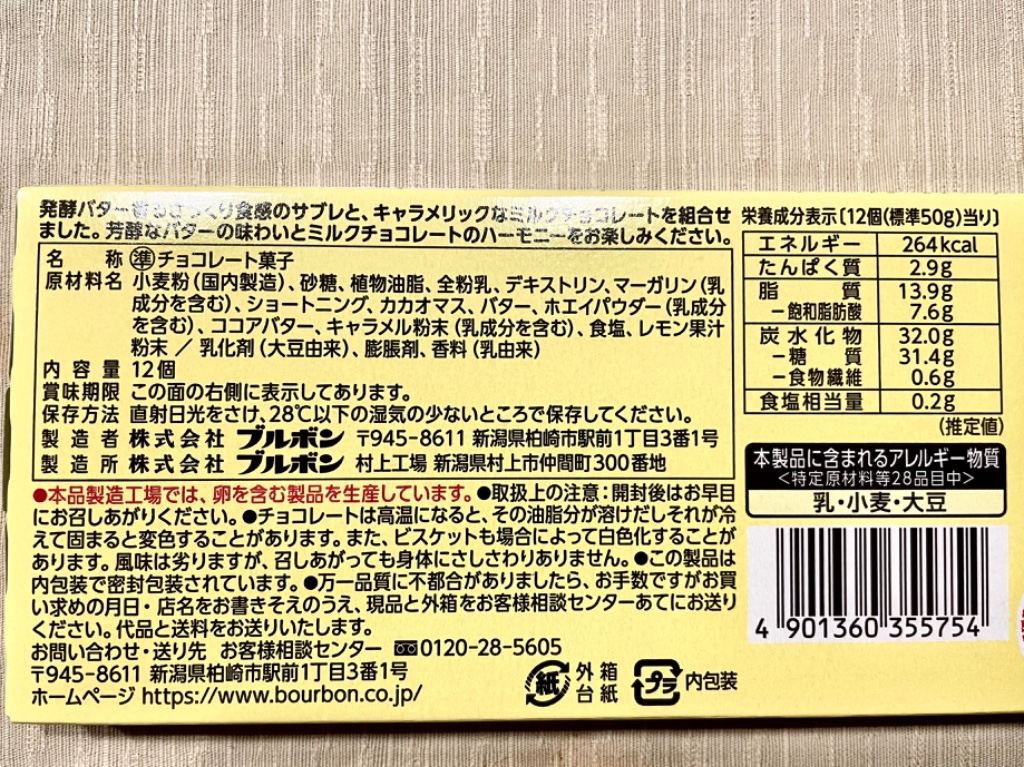 発酵バター香るさっくり食感のサブレと、キャラメリックなミルクチョコレートを組合せ
ました。芳醇なバターの味わいとミルクチョコレートのハーモニーをお楽しみください。
名 称 ㊣チョコレート菓子
原材料名 小麦粉(国内製造)、砂糖、植物油脂、全粉乳、デキストリン、マーガリン(乳
成分を含む)、ショートニング、カカオマス、バター、ホエイパウダー(乳成分
を含む)、ココアバター、キャラメル粉末(乳成分を含む)、食塩、レモン果汁
粉末 / 乳化剤(大豆由来)、膨脹剤、香料(乳由来)
内容量 12個
賞味期限 この面の右側に表示してあります。
保存方法 直射日光をさけ、28℃以下の湿気の少ないところで保存してください。
製造者 株式会社 ブルボン 〒945-8611 新潟県柏崎市駅前1丁目3番1号
製造所 株式会社 ブルボン 村上工場 新潟県村上市仲間町300番地
●本品製造工場では、卵を含む製品を生産しています。●取扱上の注意:開封後はお早目
にお召しあがりください。●チョコレートは高温になると、その油脂分が溶けだしそれが冷
えて固まると変色することがあります。また、ビスケットも場合によって白色化することが
あります。風味は劣りますが、召しあがっても身体にさしさわりありません。●この製品は
内包装で密封包装されています。●万一品質に不都合がありましたら、お手数ですがお買
い求めの月日・店名をお書きそえのうえ、現品と外箱をお客様相談センターあてにお送り
ください。代品と送料をお送りいたします。
お問い合わせ・送り先 お客様相談センター 0120-28-5605
〒945-8611 新潟県柏崎市駅前1丁目3番1号
ホームページ https://www.bourbon.co.jp/
紙 外箱 台紙 プラ 内包装
栄養成分表示〔12個(標準50g)当り〕
エネルギー 264kcal
たんぱく質 2.9g
脂質 13.9g
-飽和脂肪酸 7.6g
炭水化物 32.0g
-糖質 31.4g
-食物繊維 0.6g
食塩相当量 0.2g
(推定値)
本製品に含まれるアレルギー物質
<特定原材料等28品目中>
乳・小麦・大豆
4 901360 355754